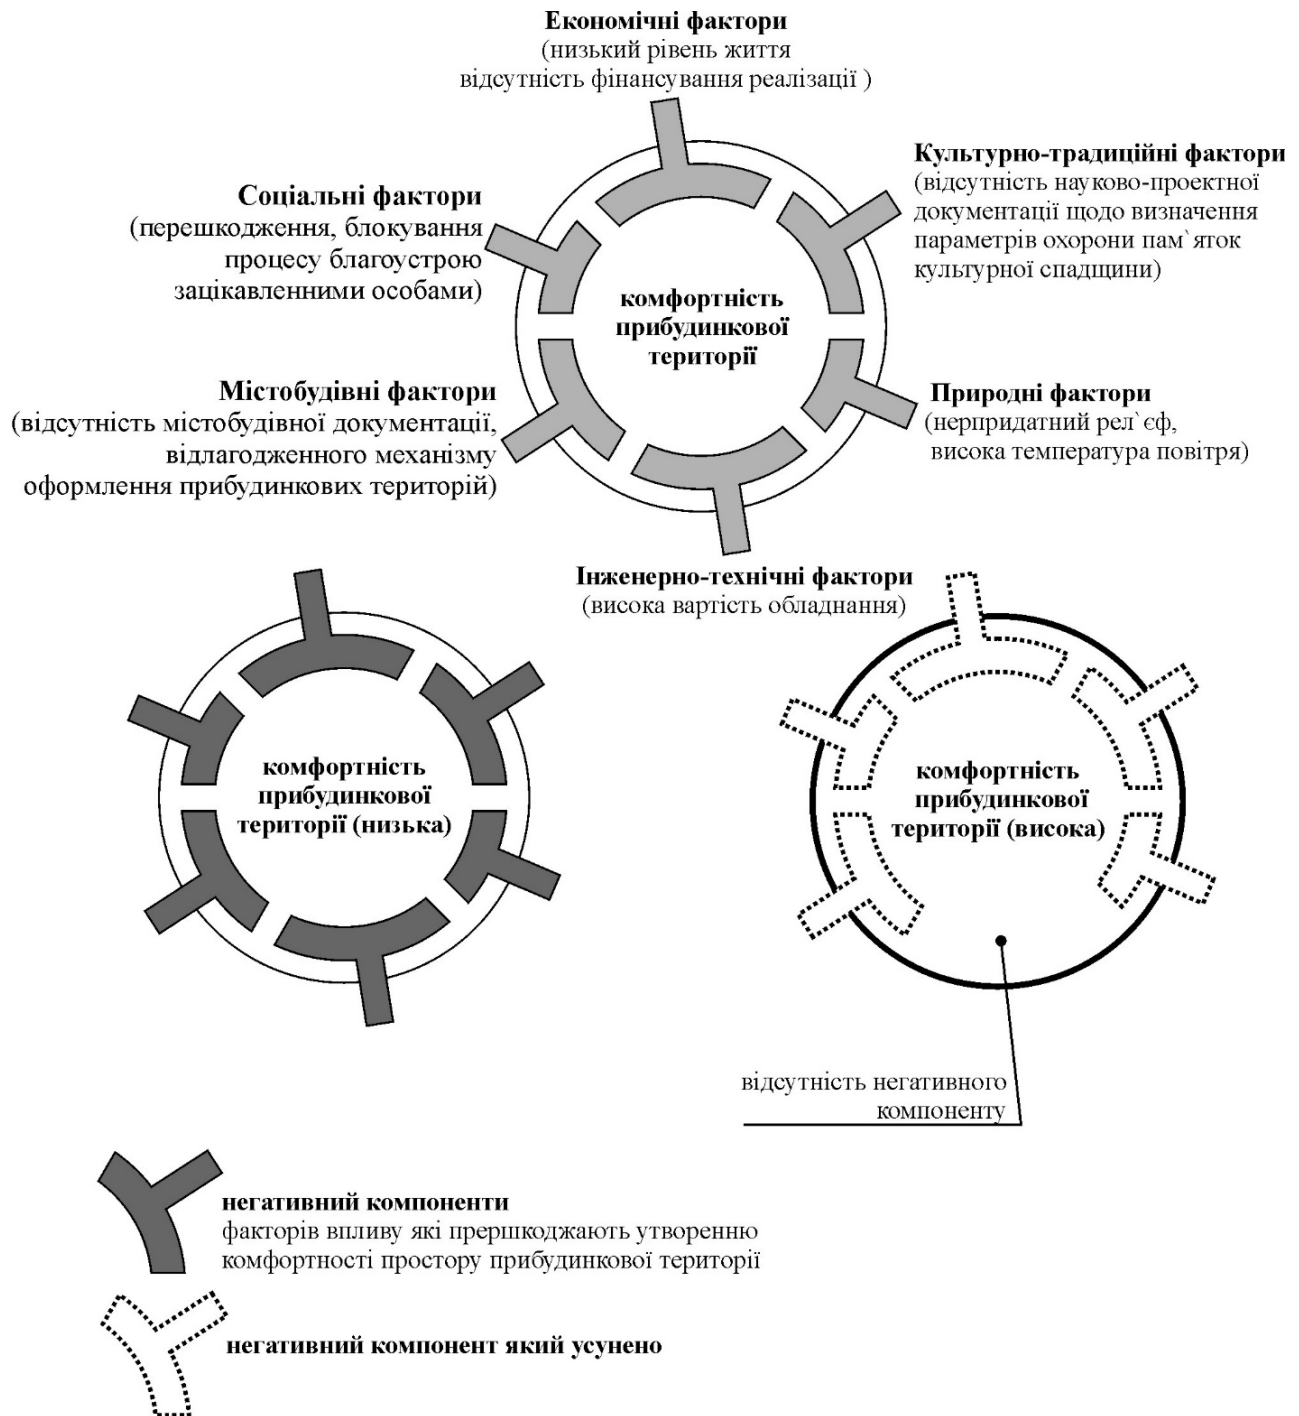 Економічні фактори
(низький рівень життя
відсутність фінансування реалізації )
Культурно-традиційні фактори
(відсутність науково-проектної
документації щодо визначення
параметрів охорони пам`яток
культурної спадщини)
Соціальні фактори
(перешкодження, блокування
процесу благоустрою
зацікавленними особами)
комфортність
прибудинкової
території
Містобудівні фактори
(відсутність містобудівної документації,
відлагодженного механізму
оформлення прибудинкових територій)
Природні фактори
(нерпридатний рел`єф,
висока температура повітря)
Інженерно-технічні фактори
(висока вартість обладнання)
комфортність
прибудинкової
території (низька)
комфортність
прибудинкової
території (висока)
відсутність негативного
компоненту
негативний компоненти
факторів впливу які прершкоджають утворенню
комфортності простору прибудинкової території
негативний компонент який усунено